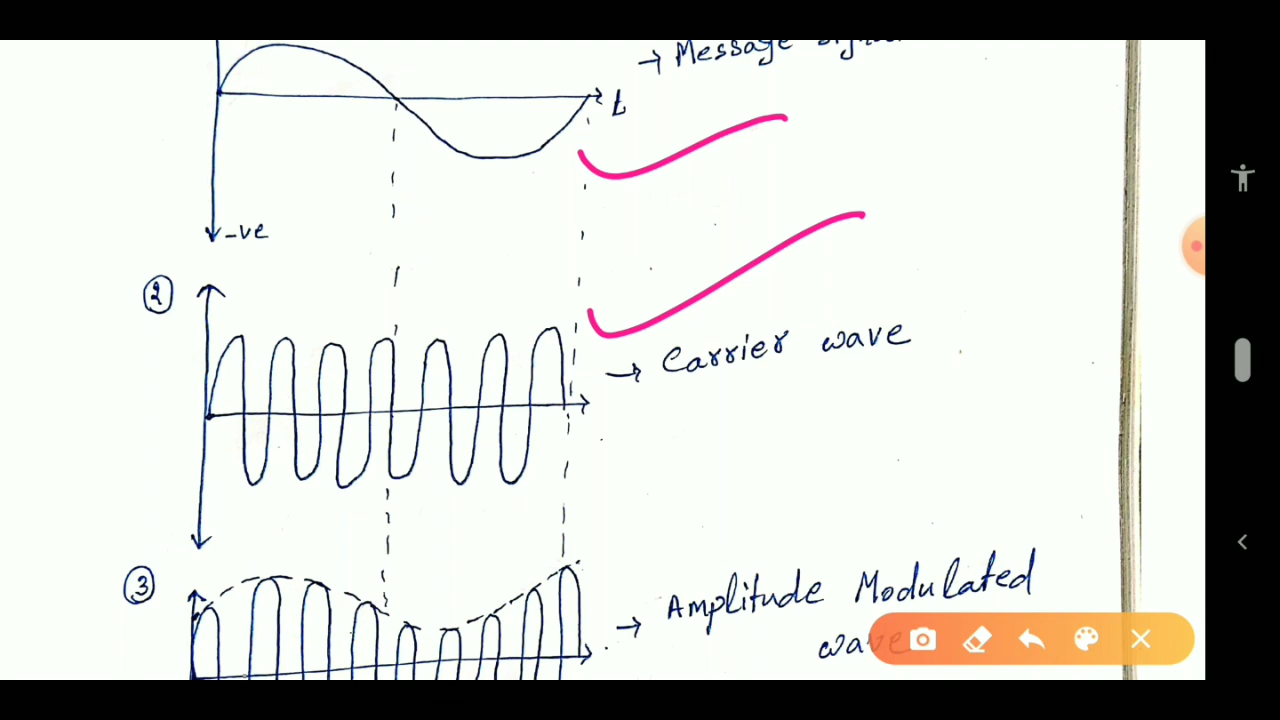 → Message
t
-ve
②
→ Carrier wave
③
→ Amplitude Modulated
wave